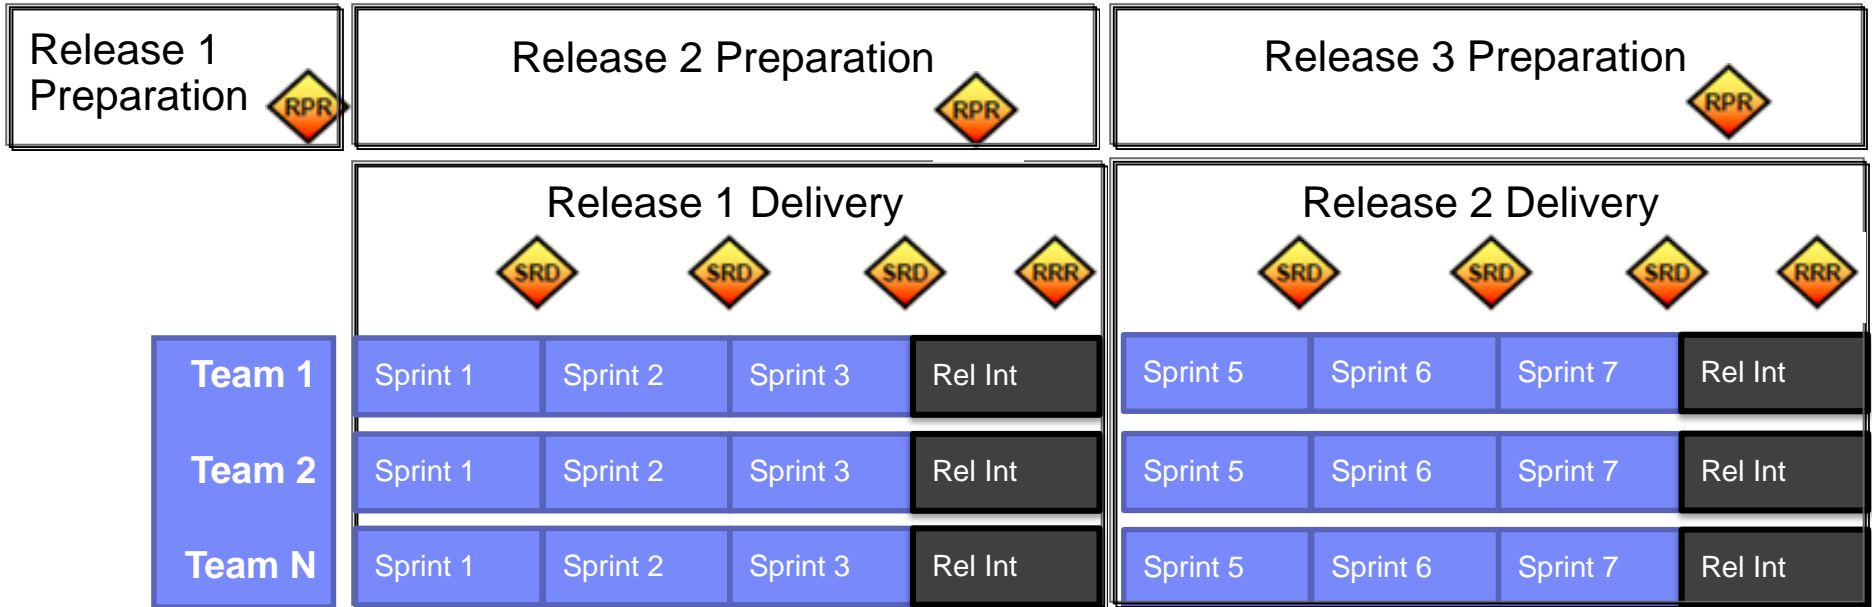 Release 1
Preparation
RPR
Release 2 Preparation
RPR
Release 3 Preparation
RPR
Release 1 Delivery
SRD SRD SRD RRR
Release 2 Delivery
SRD SRD SRD RRR
Team 1 Sprint 1 Sprint 2 Sprint 3 Rel Int Sprint 5 Sprint 6 Sprint 7 Rel Int
Team 2 Sprint 1 Sprint 2 Sprint 3 Rel Int Sprint 5 Sprint 6 Sprint 7 Rel Int
Team N Sprint 1 Sprint 2 Sprint 3 Rel Int Sprint 5 Sprint 6 Sprint 7 Rel Int